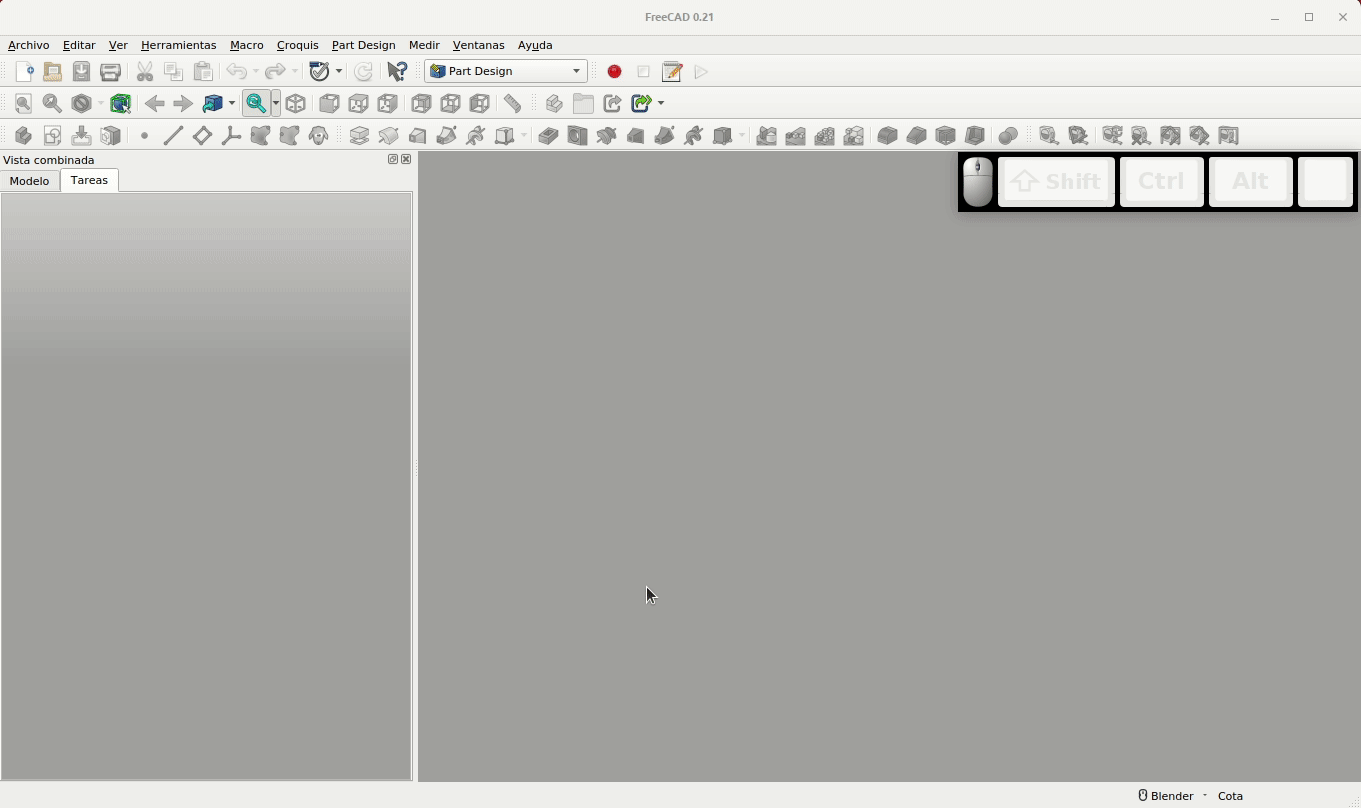 FreeCAD 0.21
Archivo Editar Ver Herramientas Macro Croquis Part Design Medir Ventanas Ayuda
Part Design
Vista combinada
Modelo Tareas
Shift Ctrl Alt
Blender Cota